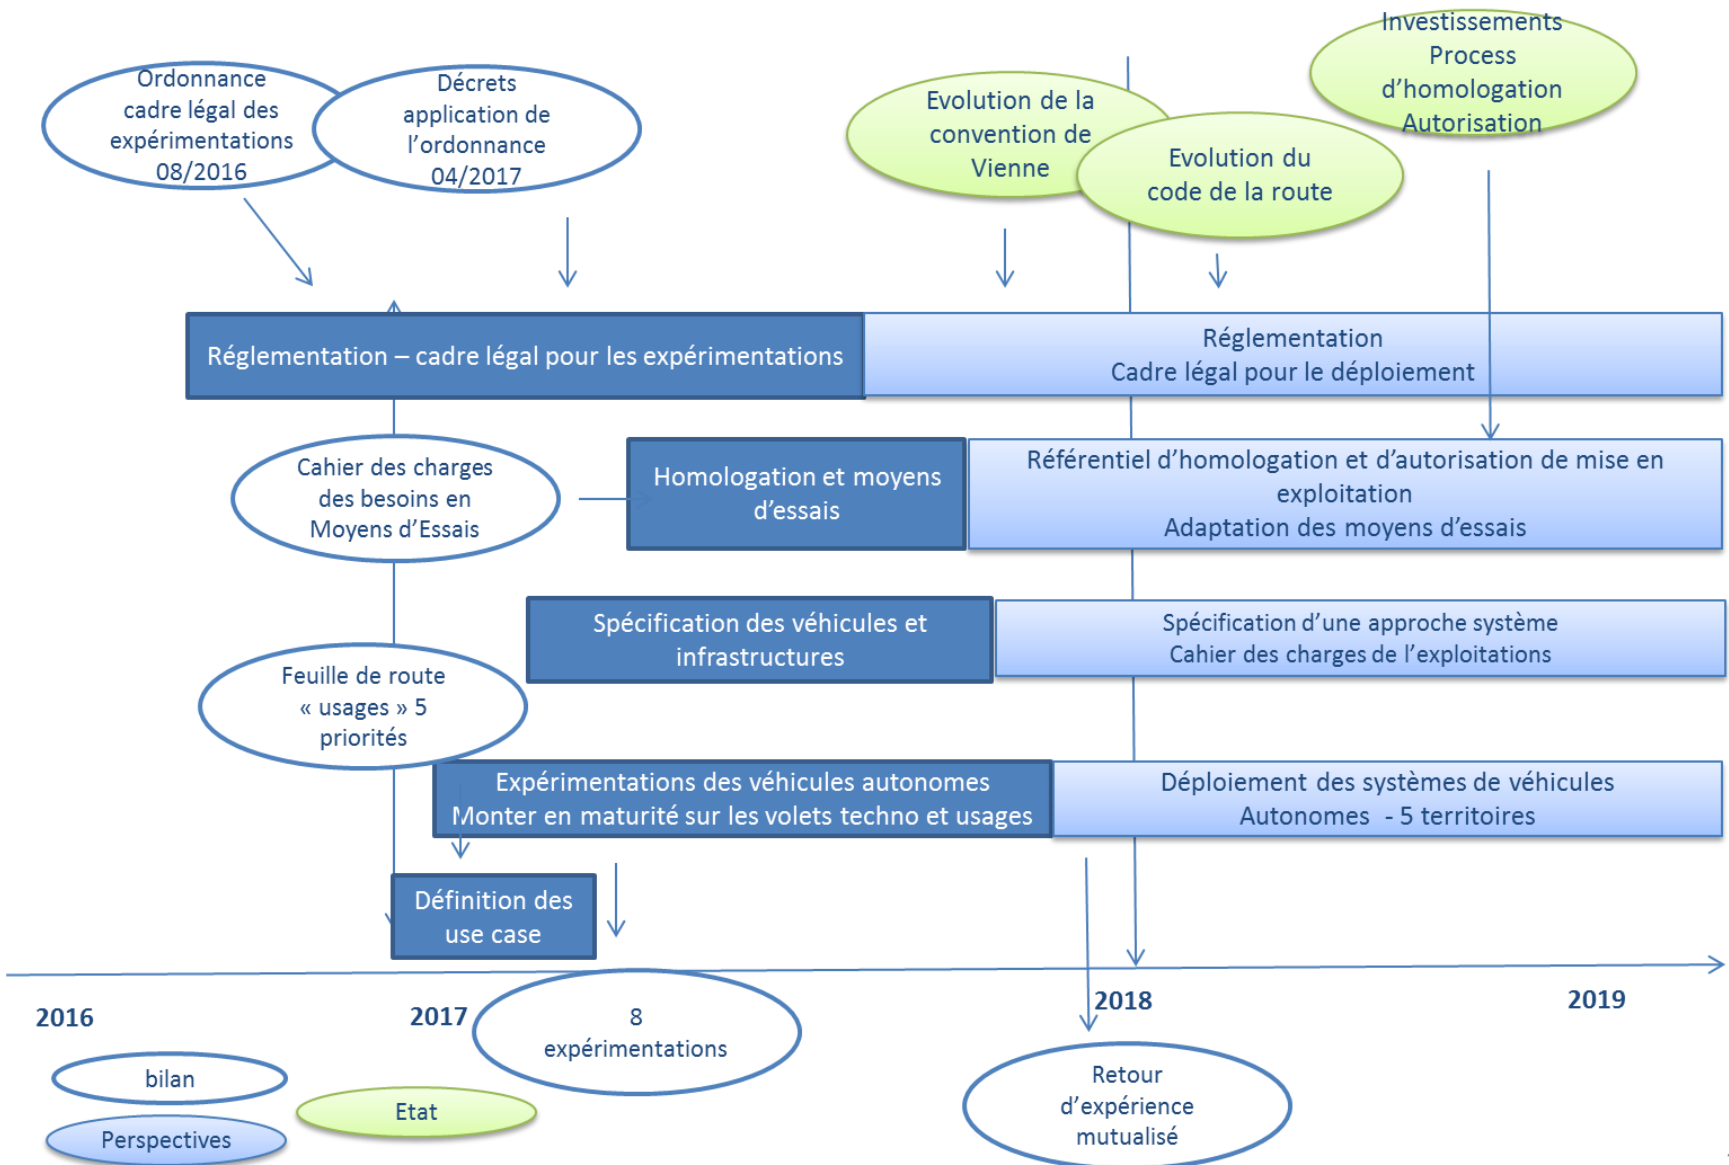 Ordonnance
cadre légal des
expérimentations
08/2016
Décrets
application de
l’ordonnance
04/2017
Evolution de la
convention de
Vienne
Evolution du
code de la route
Investissements
Process
d’homologation
Autorisation
Réglementation – cadre légal pour les expérimentations
Réglementation
Cadre légal pour le déploiement
Cahier des charges
des besoins en
Moyens d’Essais
Homologation et moyens
d’essais
Référentiel d’homologation et d’autorisation de mise en
exploitation
Adaptation des moyens d’essais
Spécification des véhicules et
infrastructures
Spécification d’une approche système
Cahier des charges de l’exploitations
Feuille de route
« usages » 5
priorités
Expérimentations des véhicules autonomes
Monter en maturité sur les volets techno et usages
Déploiement des systèmes de véhicules
Autonomes - 5 territoires
Définition des
use case
2016
2017
2018
2019
8
expérimentations
Retour
d’expérience
mutualisé
bilan
Etat
Perspectives